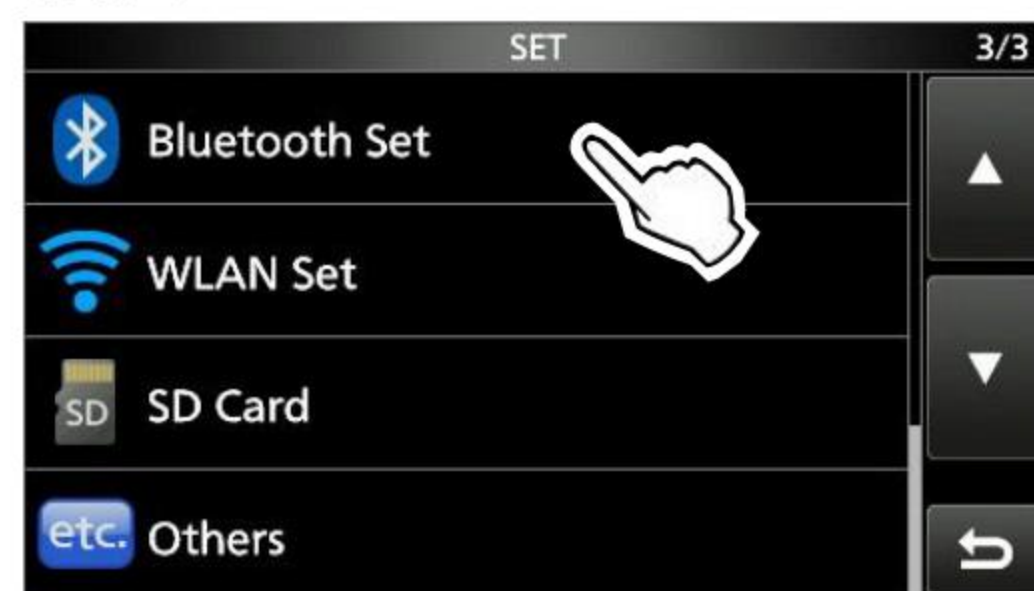 SET 3/3
Bluetooth Set
WLAN Set
SD SD Card
etc. Others